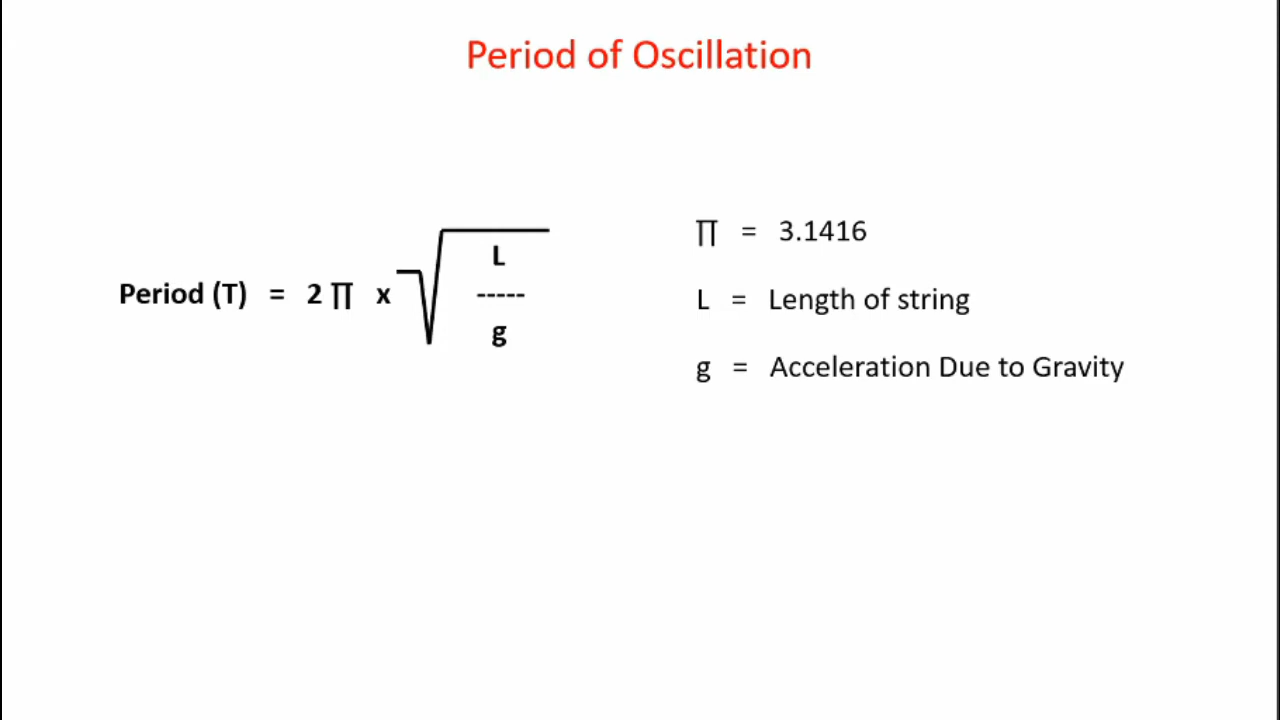 Period of Oscillation
Period (T) = 2 ∏ x √
L
-----
g
∏ = 3.1416
L = Length of string
g = Acceleration Due to Gravity